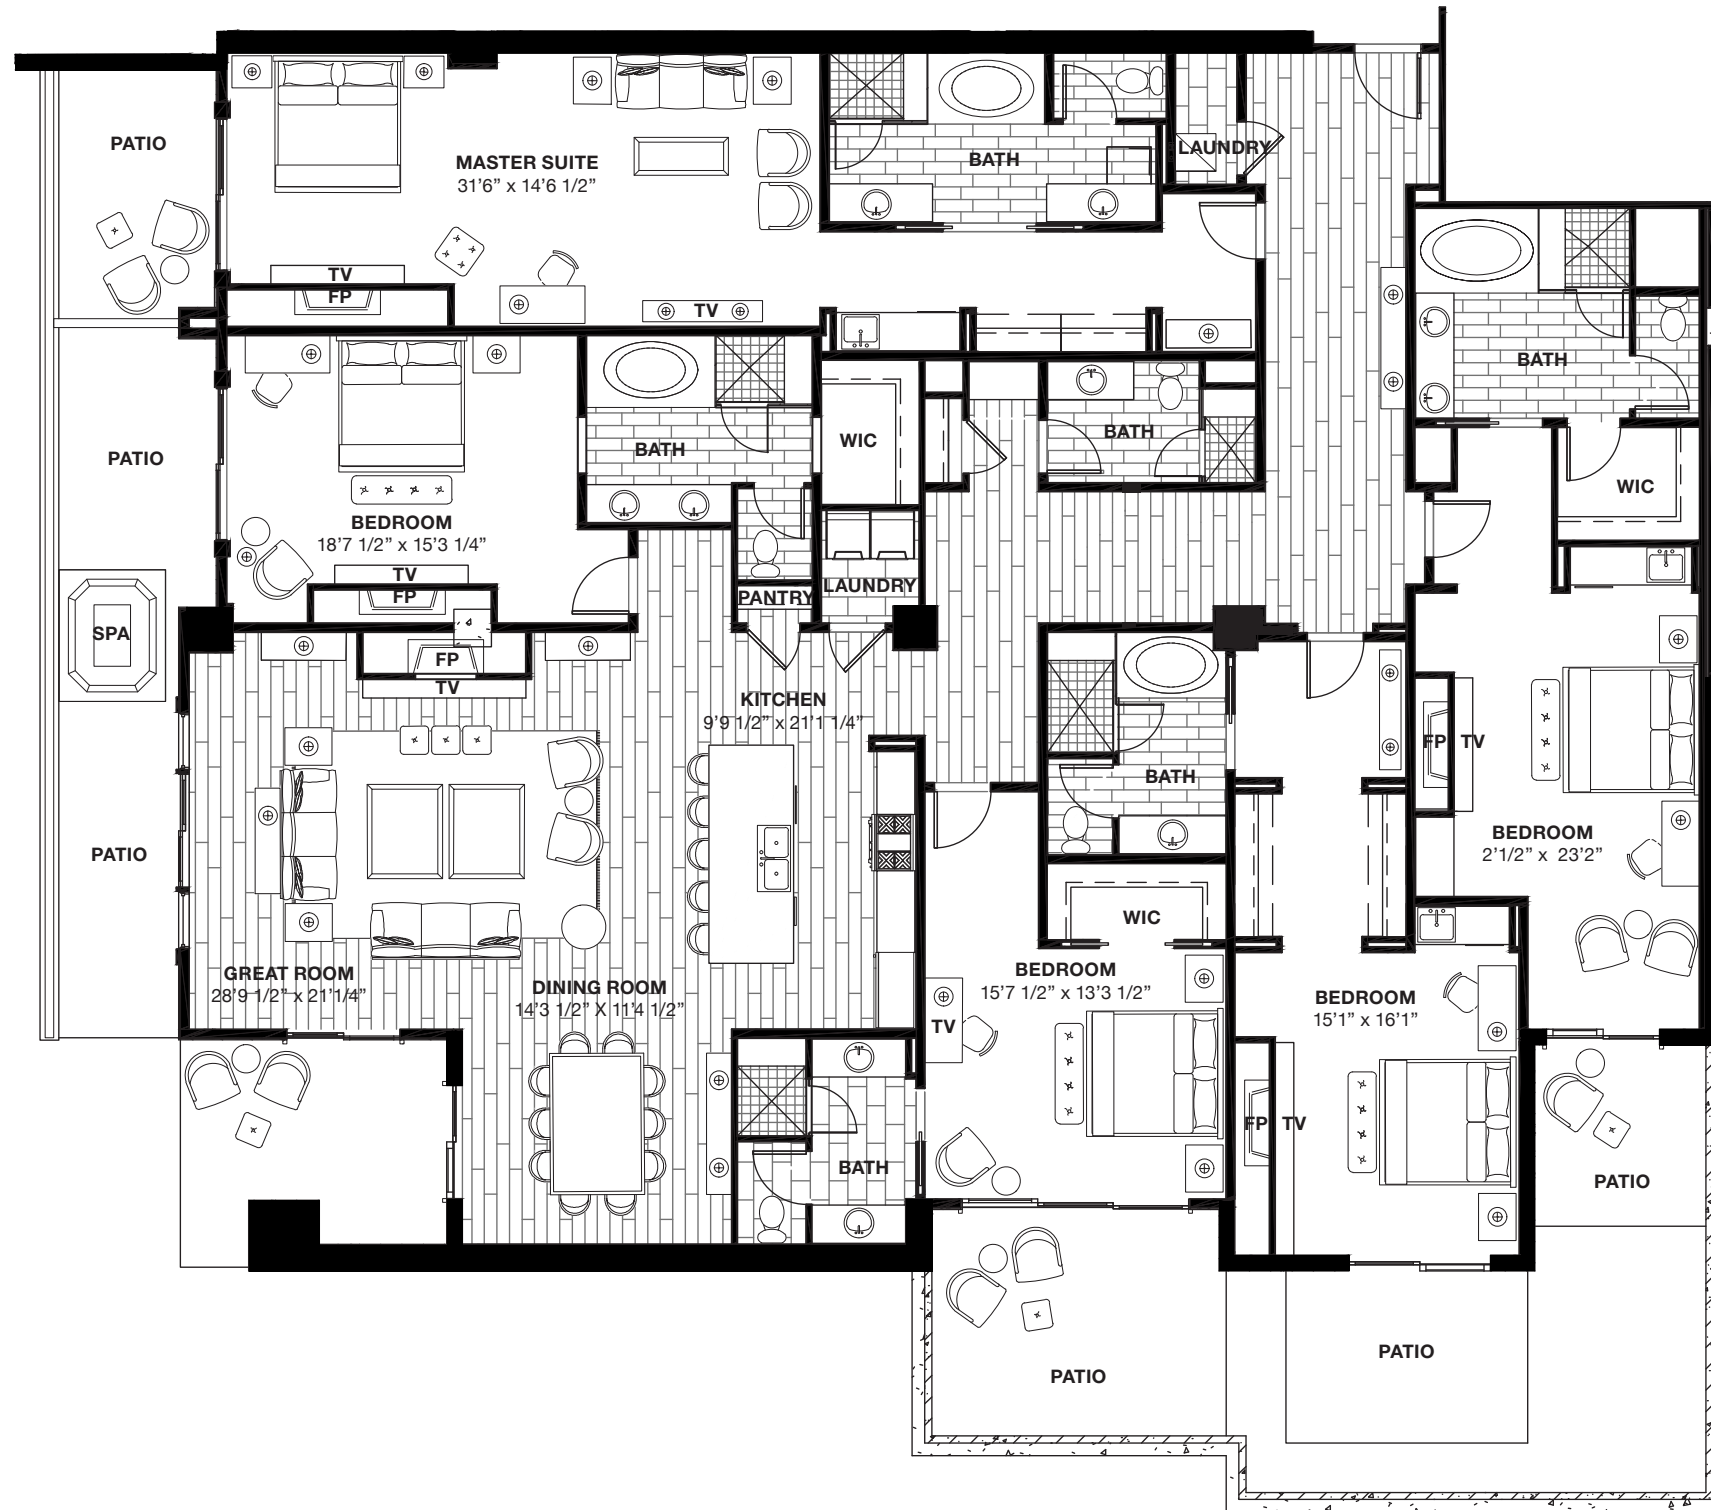 PATIO
MASTER SUITE
31’6” x 14’6 1/2”
BATH
LAUNDRY
TV
FP
TV
BATH
PATIO
BATH
WIC
BATH
WIC
BEDROOM
18’7 1/2” x 15’3 1/4”
TV
FP
LAUNDRY
PANTRY
SPA
FP
TV
KITCHEN
9’9 1/2” x 21’1 1/4”
FP TV
BATH
BEDROOM
2’1/2” x 23’2”
PATIO
WIC
GREAT ROOM
28’9 1/2” x 21’1/4”
DINING ROOM
14’3 1/2” X 11’4 1/2”
BEDROOM
15’7 1/2” x 13’3 1/2”
TV
BEDROOM
15’1” x 16’1”
FP TV
BATH
PATIO
PATIO
PATIO